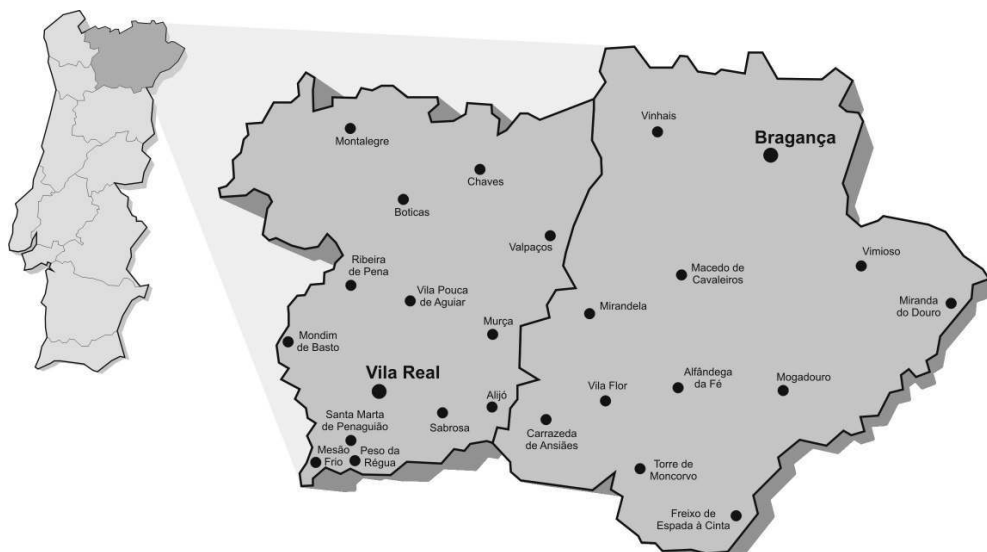 Vinhais
Bragança
Montalegre
Chaves
Boticas
Valpaços
Ribeira
de Pena
Vila Pouca
de Aguiar
Murça
Mondim
de Basto
Vila Real
Alijó
Sabrosa
Santa Marta
de Penaguião
Mesão
Frio
Peso da
Régua
Vimioso
Macedo de
Cavaleiros
Mirandela
Miranda
do Douro
Vila Flor
Alfândega
da Fé
Mogadouro
Carrazeda
de Ansiães
Torre de
Moncorvo
Freixo de
Espada à Cinta